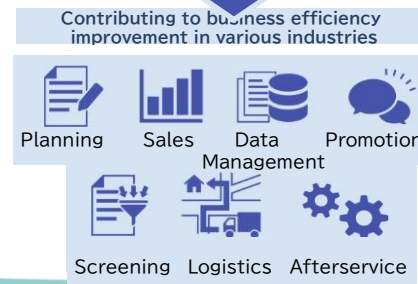 Contributing to business efficiency
improvement in various industries
Planning Sales Data Management Promotion
Screening Logistics Afterservice